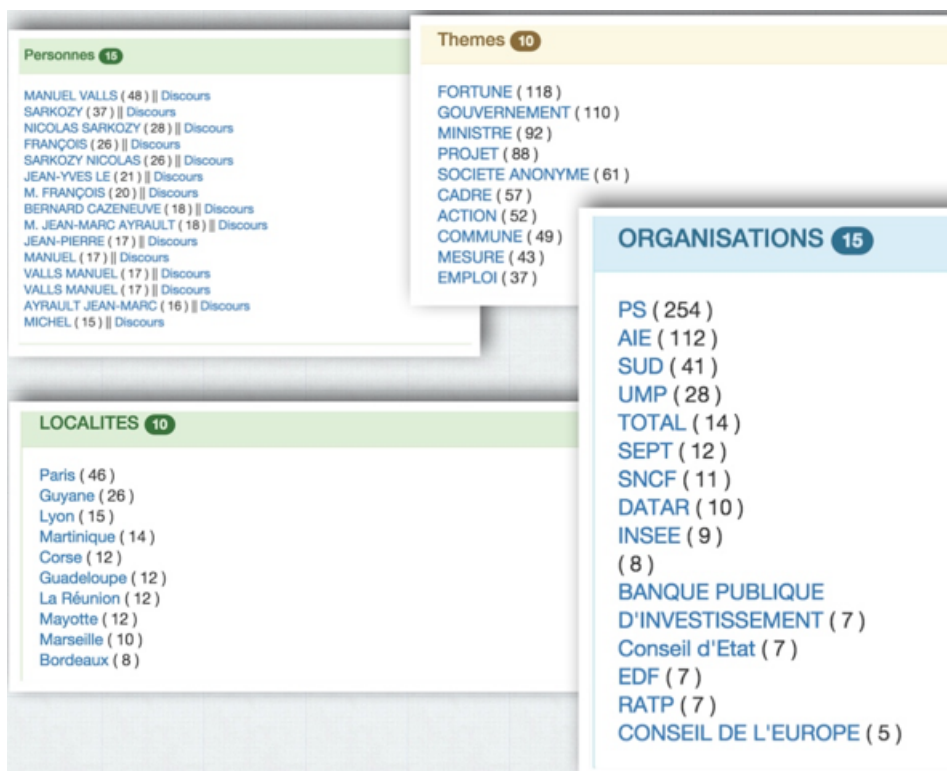 Personnes 15
MANUEL VALLS ( 48 ) || Discours
SARKOZY ( 37 ) || Discours
NICOLAS SARKOZY ( 28 ) || Discours
FRANÇOIS ( 26 ) || Discours
SARKOZY NICOLAS ( 26 ) || Discours
JEAN-YVES LE ( 21 ) || Discours
M. FRANÇOIS ( 20 ) || Discours
BERNARD CAZENEUVE ( 18 ) || Discours
M. JEAN-MARC AYRAULT ( 18 ) || Discours
JEAN-PIERRE ( 17 ) || Discours
MANUEL ( 17 ) || Discours
VALLS MANUEL ( 17 ) || Discours
VALLS MANUEL ( 17 ) || Discours
AYRAULT JEAN-MARC ( 16 ) || Discours
MICHEL ( 15 ) || Discours
Themes 10
FORTUNE ( 118 )
GOUVERNEMENT ( 110 )
MINISTRE ( 92 )
PROJET ( 88 )
SOCIETE ANONYME ( 61 )
CADRE ( 57 )
ACTION ( 52 )
COMMUNE ( 49 )
MESURE ( 43 )
EMPLOI ( 37 )
LOCALITES 10
Paris ( 46 )
Guyane ( 26 )
Lyon ( 15 )
Martinique ( 14 )
Corse ( 12 )
Guadeloupe ( 12 )
La Réunion ( 12 )
Mayotte ( 12 )
Marseille ( 10 )
Bordeaux ( 8 )
ORGANISATIONS 15
PS ( 254 )
AIE ( 112 )
SUD ( 41 )
UMP ( 28 )
TOTAL ( 14 )
SEPT ( 12 )
SNCF ( 11 )
DATAR ( 10 )
INSEE ( 9 )
( 8 )
BANQUE PUBLIQUE
D'INVESTISSEMENT ( 7 )
Conseil d'Etat ( 7 )
EDF ( 7 )
RATP ( 7 )
CONSEIL DE L'EUROPE ( 5 )